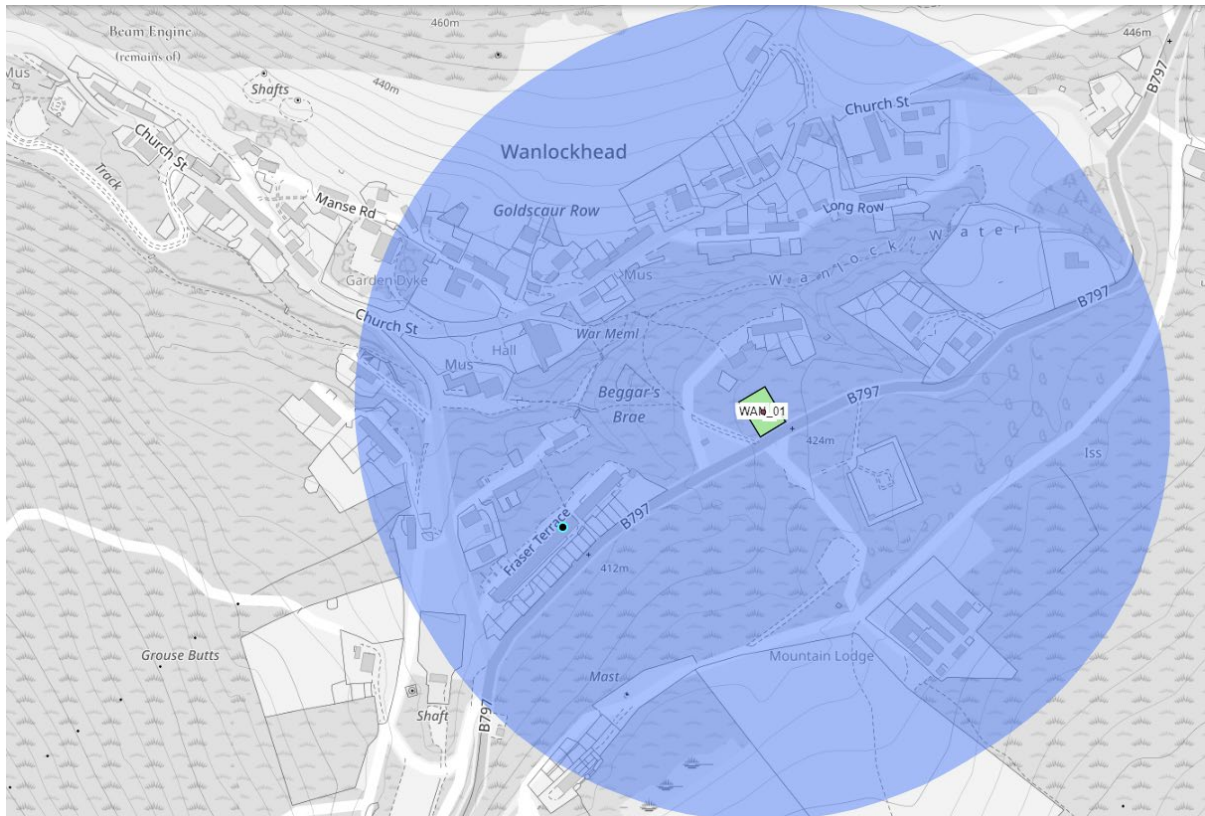 460m
446m
Beam Engine
(remains of)
B797
Mus
Shafts
440m
Church St
Church St
Wanlockhead
Track
Manse Rd
Goldscaur Row
Long Row
Wanlock Water
Mus
Garden Dyke
B797
Church St
War Meml
Hall
Mus
Beggar's
Brae
B797
WAN_01
424m
Iss
Fraser Terrace
B797
412m
Grouse Butts
Mountain Lodge
Mast
Shaft
B797